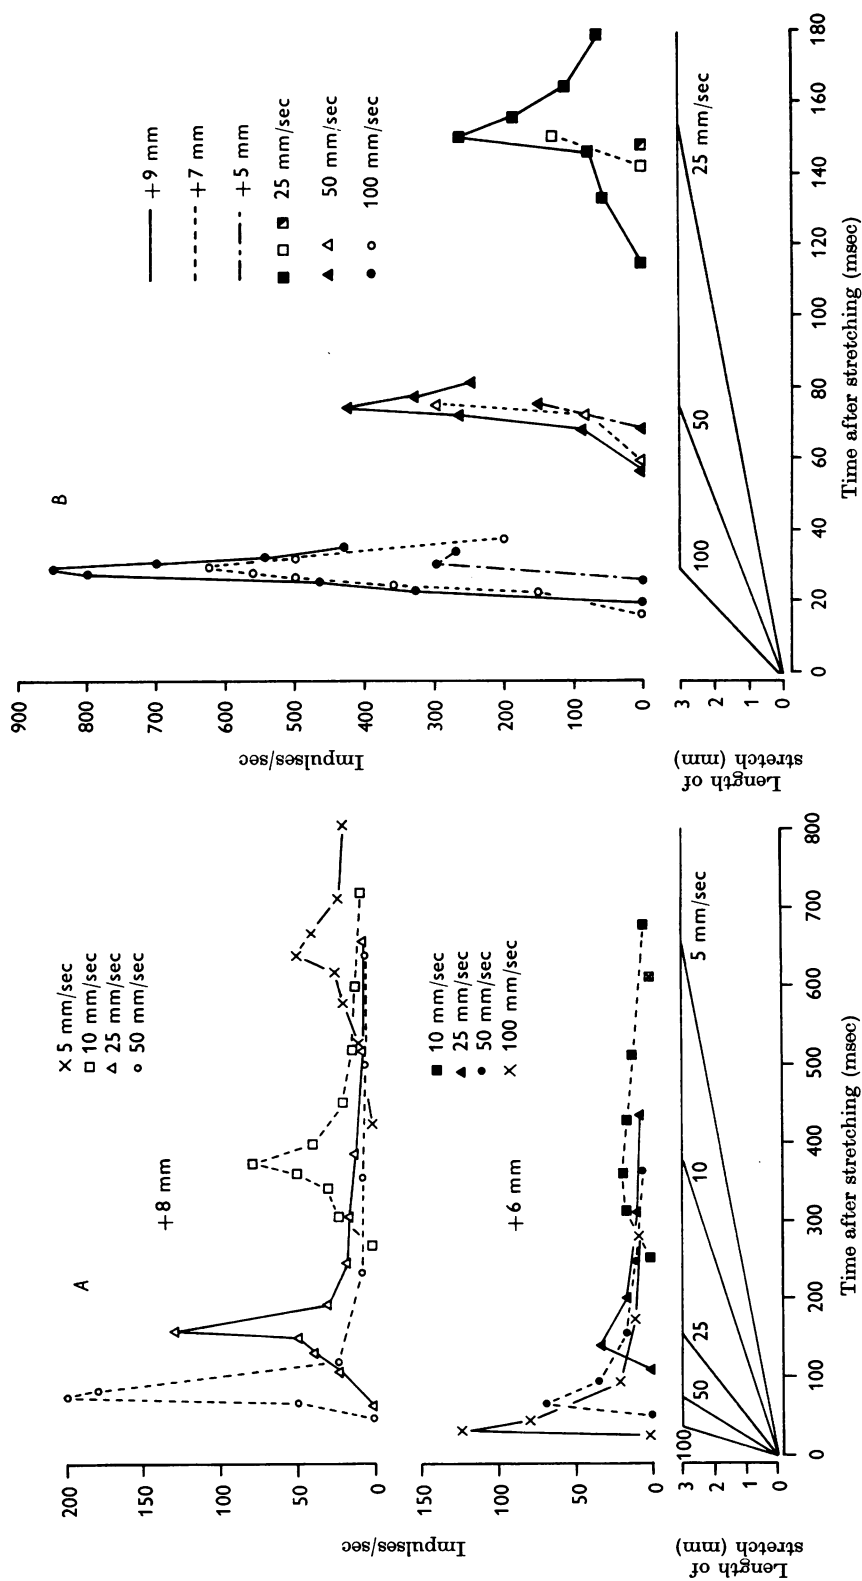 A
200
100
50
0
Impulses/sec
+8 mm
× 5 mm/sec
□ 10 mm/sec
△ 25 mm/sec
○ 50 mm/sec
150
100
50
0
Impulses/sec
+6 mm
■ 10 mm/sec
▲ 25 mm/sec
● 50 mm/sec
× 100 mm/sec
3
2
1
0
Length of
stretch (mm)
100
50
25
10
5 mm/sec
0
100
200
300
400
500
600
700
800
Time after stretching (msec)
B
900
800
700
600
500
400
300
200
100
0
Impulses/sec
+9 mm
+7 mm
+5 mm
25 mm/sec
50 mm/sec
100 mm/sec
3
2
1
0
Length of
stretch (mm)
100
50
25 mm/sec
0
20
40
60
80
100
120
140
160
180
Time after stretching (msec)